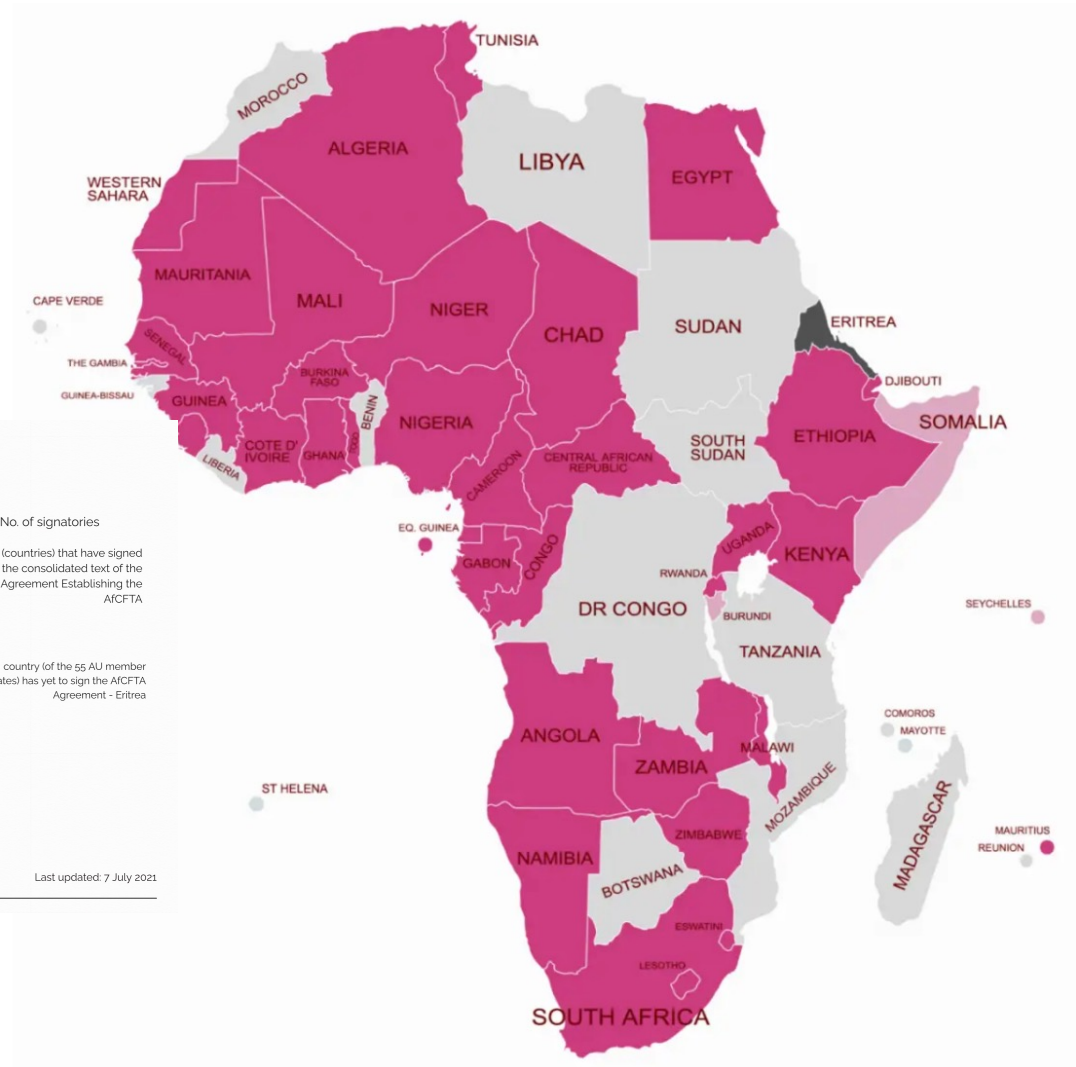 TUNISIA
MOROCCO
ALGERIA
LIBYA
EGYPT
WESTERN
SAHARA
MAURITANIA
MALI
NIGER
CHAD
SUDAN
ERITREA
CAPE VERDE
SENEGAL
THE GAMBIA
GUINEA-BISSAU
GUINEA
BURKINA
FASO
BENIN
NIGERIA
DJIBOUTI
SOMALIA
ETHIOPIA
SOUTH
SUDAN
COTE D'
IVOIRE
GHANA
TOGO
LIBERIA
CAMEROON
CENTRAL AFRICAN
REPUBLIC
No. of signatories
(countries) that have signed
the consolidated text of the
Agreement Establishing the
AfCFTA
EQ. GUINEA
GABON
CONGO
UGANDA
KENYA
RWANDA
DR CONGO
BURUNDI
TANZANIA
SEYCHELLES
country (of the 55 AU member
ates) has yet to sign the AfCFTA
Agreement - Eritrea
ANGOLA
ZAMBIA
MALAWI
COMOROS
MAYOTTE
ST HELENA
MOZAMBIQUE
MADAGASCAR
MAURITIUS
REUNION
ZIMBABWE
NAMIBIA
BOTSWANA
Last updated: 7 July 2021
ESWATINI
LESOTHO
SOUTH AFRICA